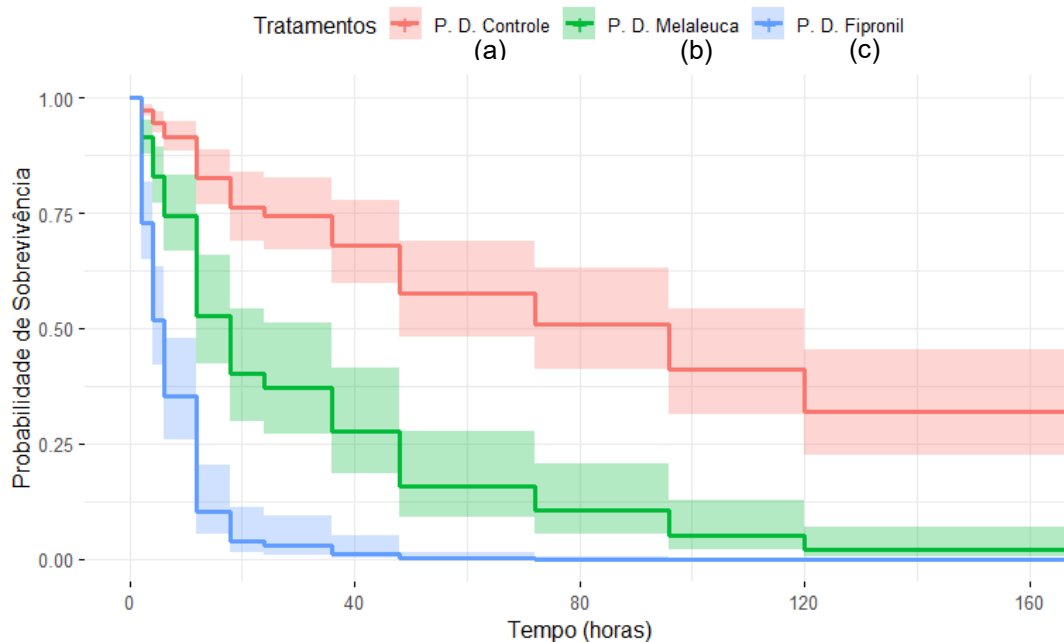 Tratamentos P. D. Controle P. D. Melaleuca P. D. Fipronil
(a) (b) (c)
1.00
0.75
0.50
0.25
0.00
Probabilidade de Sobrevivência
0 40 80 120 160
Tempo (horas)